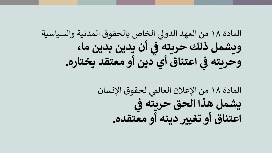 المادة ١٨ من العهد الدولي الخاص بالحقوق المدنية والسياسية
ويشمل ذلك حريته في أن يدين بدين ما،
وحريته في اعتناق أي دين أو معتقد يختاره.
المادة ١٨ من الإعلان العالمي لحقوق الإنسان
يشمل هذا الحق حريته في
اعتناق أو تغيير دينه أو معتقده.